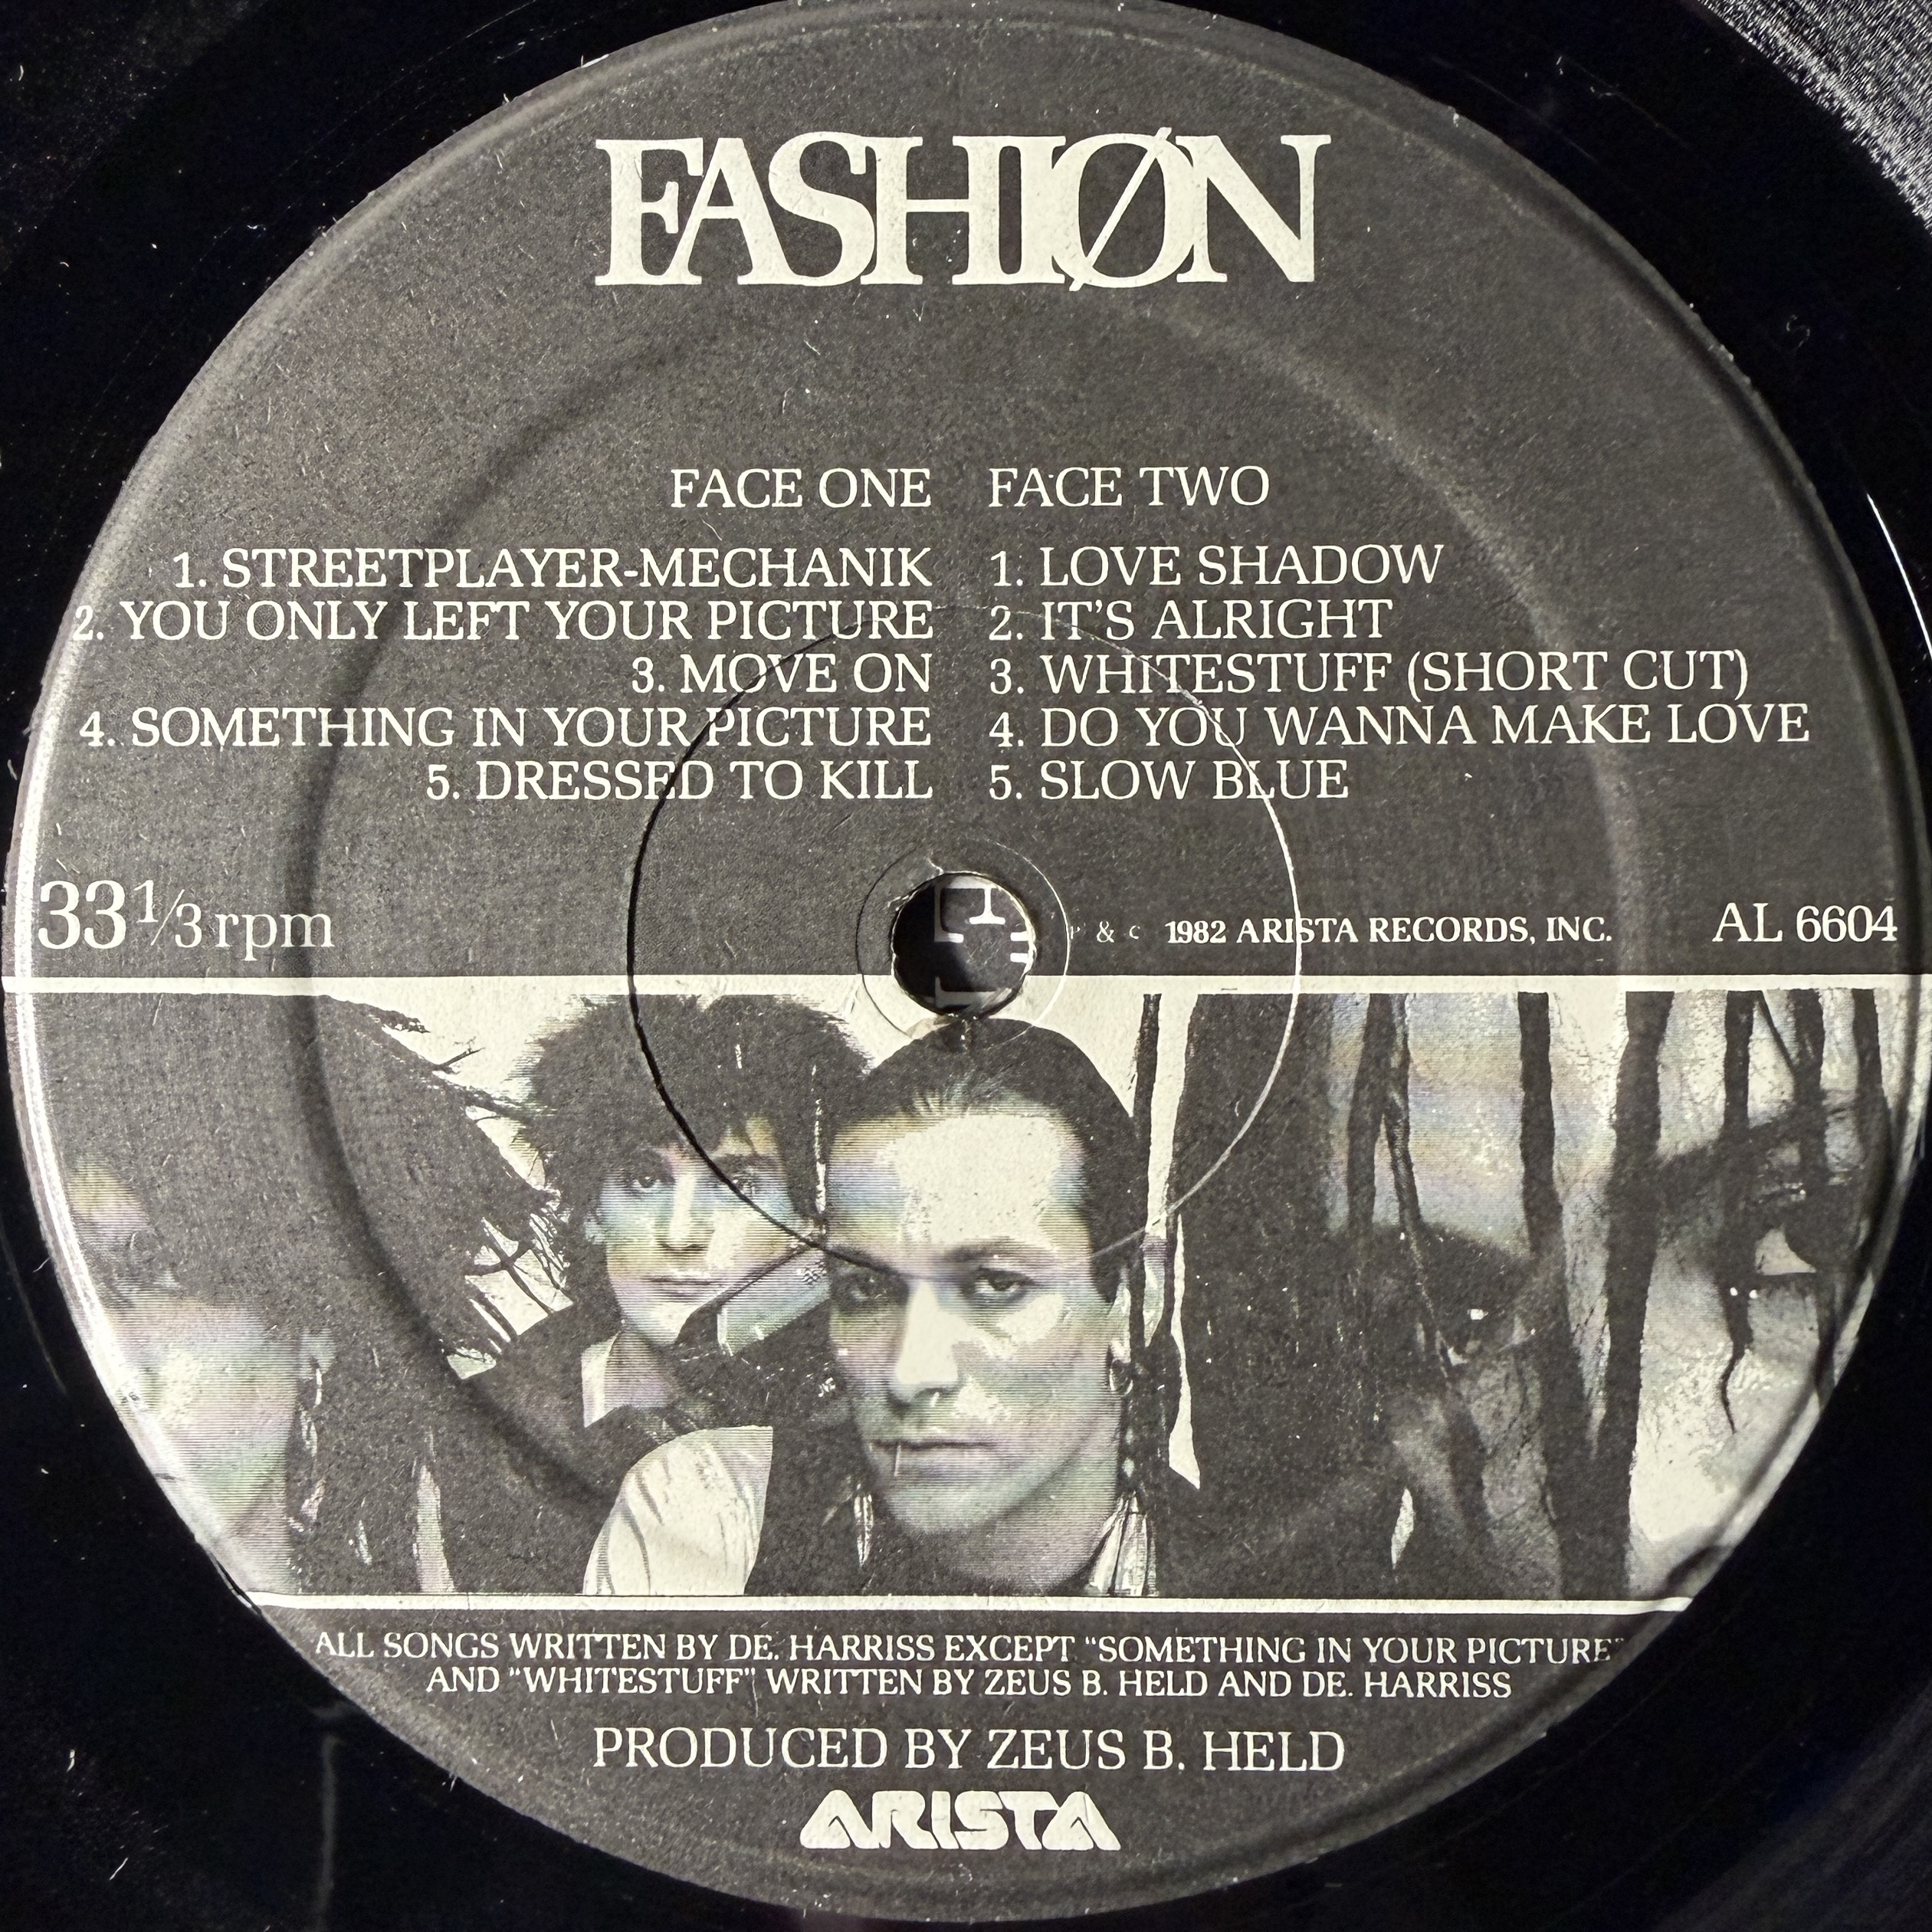 FASHIØN
FACE ONE
1. STREETPLAYER-MECHANIK
2. YOU ONLY LEFT YOUR PICTURE
3. MOVE ON
4. SOMETHING IN YOUR PICTURE
5. DRESSED TO KILL
FACE TWO
1. LOVE SHADOW
2. IT'S ALRIGHT
3. WHITESTUFF (SHORT CUT)
4. DO YOU WANNA MAKE LOVE
5. SLOW BLUE
33 1/3 rpm
P & C 1982 ARISTA RECORDS, INC.
AL 6604
ALL SONGS WRITTEN BY DE. HARRISS EXCEPT "SOMETHING IN YOUR PICTURE"
AND "WHITESTUFF" WRITTEN BY ZEUS B. HELD AND DE. HARRISS
PRODUCED BY ZEUS B. HELD
ARISTA